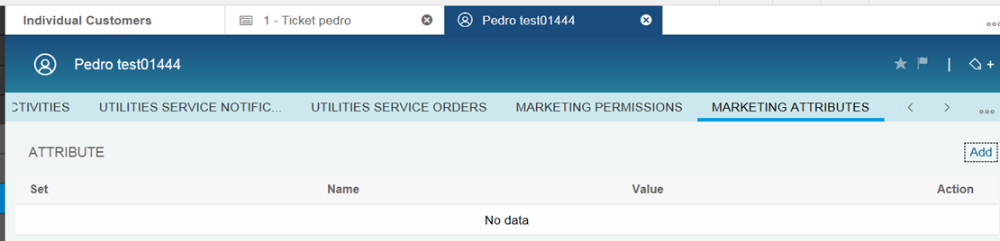 Individual Customers
1 - Ticket pedro
Pedro test01444
Pedro test01444
CTIVITIES
UTILITIES SERVICE NOTIFIC...
UTILITIES SERVICE ORDERS
MARKETING PERMISSIONS
MARKETING ATTRIBUTES
ATTRIBUTE
Add
Set
Name
Value
Action
No data